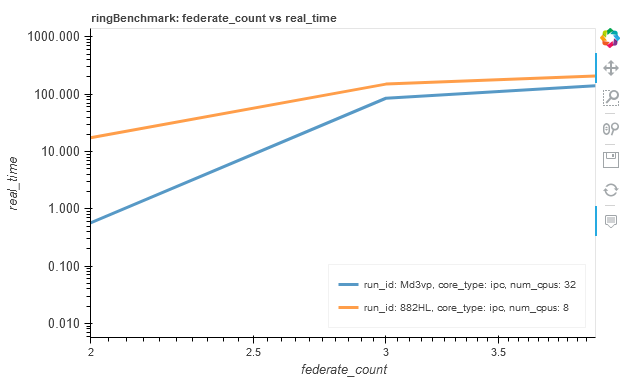 ringBenchmark: federate_count vs real_time
1000.000
100.000
10.000
1.000
0.100
0.010
real_time
2
2.5
3
3.5
federate_count
run_id: Md3vp, core_type: ipc, num_cpus: 32
run_id: 882HL, core_type: ipc, num_cpus: 8